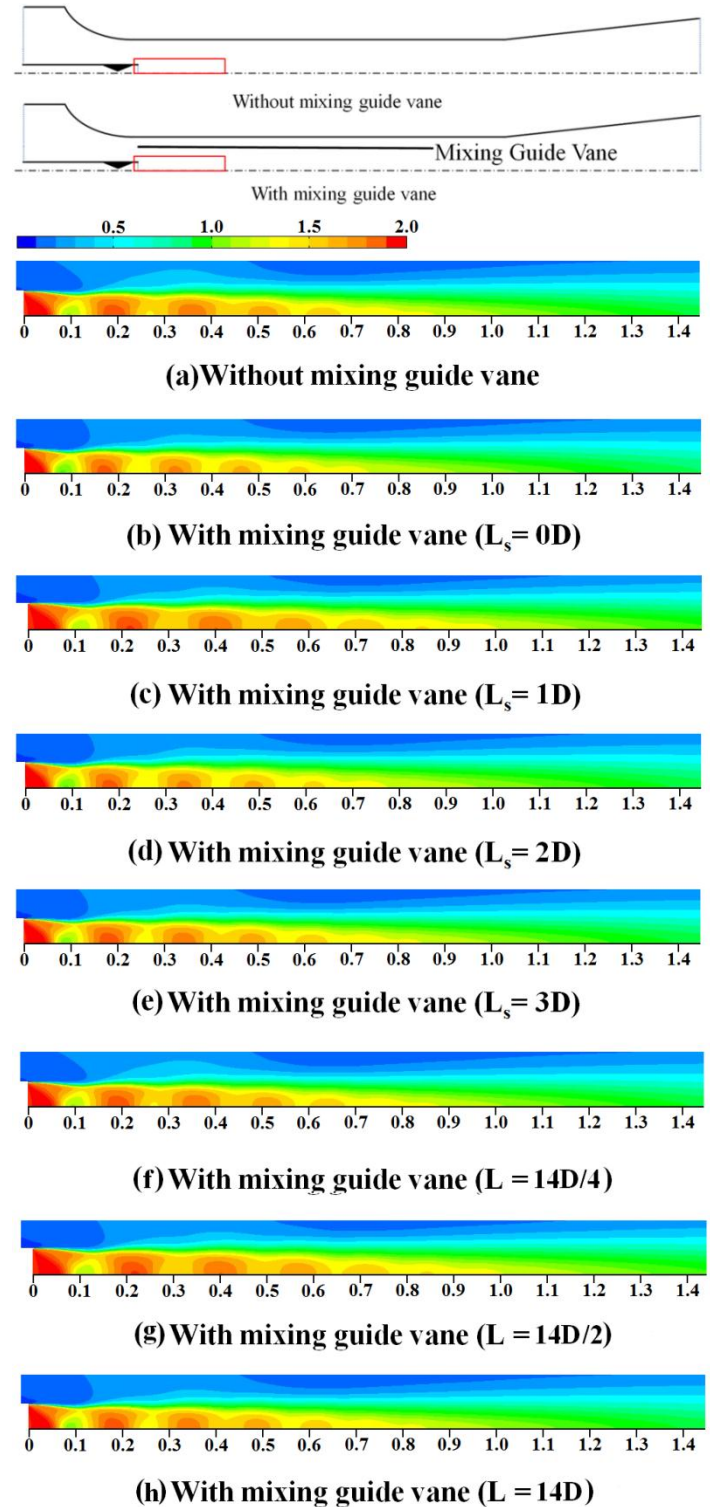 Without mixing guide vane
Mixing Guide Vane
With mixing guide vane
0.5 1.0 1.5 2.0
0 0.1 0.2 0.3 0.4 0.5 0.6 0.7 0.8 0.9 1.0 1.1 1.2 1.3 1.4
(a)Without mixing guide vane
0 0.1 0.2 0.3 0.4 0.5 0.6 0.7 0.8 0.9 1.0 1.1 1.2 1.3 1.4
(b) With mixing guide vane (Ls= 0D)
0 0.1 0.2 0.3 0.4 0.5 0.6 0.7 0.8 0.9 1.0 1.1 1.2 1.3 1.4
(c) With mixing guide vane (Ls= 1D)
0 0.1 0.2 0.3 0.4 0.5 0.6 0.7 0.8 0.9 1.0 1.1 1.2 1.3 1.4
(d) With mixing guide vane (Ls= 2D)
0 0.1 0.2 0.3 0.4 0.5 0.6 0.7 0.8 0.9 1.0 1.1 1.2 1.3 1.4
(e) With mixing guide vane (Ls= 3D)
0 0.1 0.2 0.3 0.4 0.5 0.6 0.7 0.8 0.9 1.0 1.1 1.2 1.3 1.4
(f) With mixing guide vane (L = 14D/4)
0 0.1 0.2 0.3 0.4 0.5 0.6 0.7 0.8 0.9 1.0 1.1 1.2 1.3 1.4
(g) With mixing guide vane (L = 14D/2)
0 0.1 0.2 0.3 0.4 0.5 0.6 0.7 0.8 0.9 1.0 1.1 1.2 1.3 1.4
(h) With mixing guide vane (L = 14D)